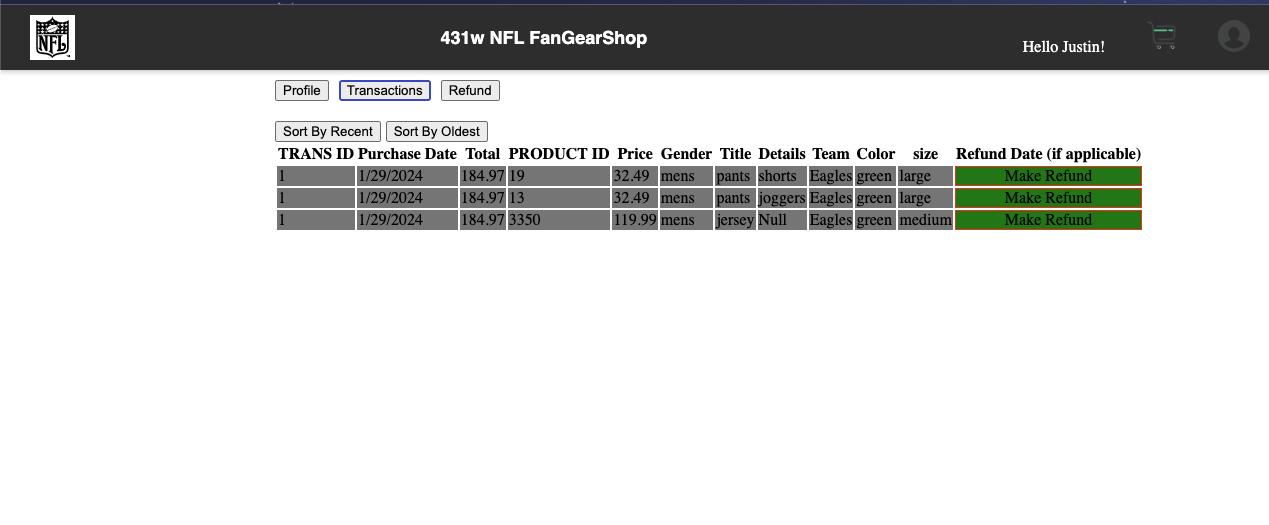 NFL
431w NFL FanGearShop
Hello Justin!
Profile Transactions Refund
Sort By Recent Sort By Oldest
TRANS ID Purchase Date Total PRODUCT ID Price Gender Title Details Team Color size Refund Date (if applicable)
1 1/29/2024 184.97 19 32.49 mens pants shorts Eagles green large Make Refund
1 1/29/2024 184.97 13 32.49 mens pants joggers Eagles green large Make Refund
1 1/29/2024 184.97 3350 119.99 mens jersey Null Eagles green medium Make Refund